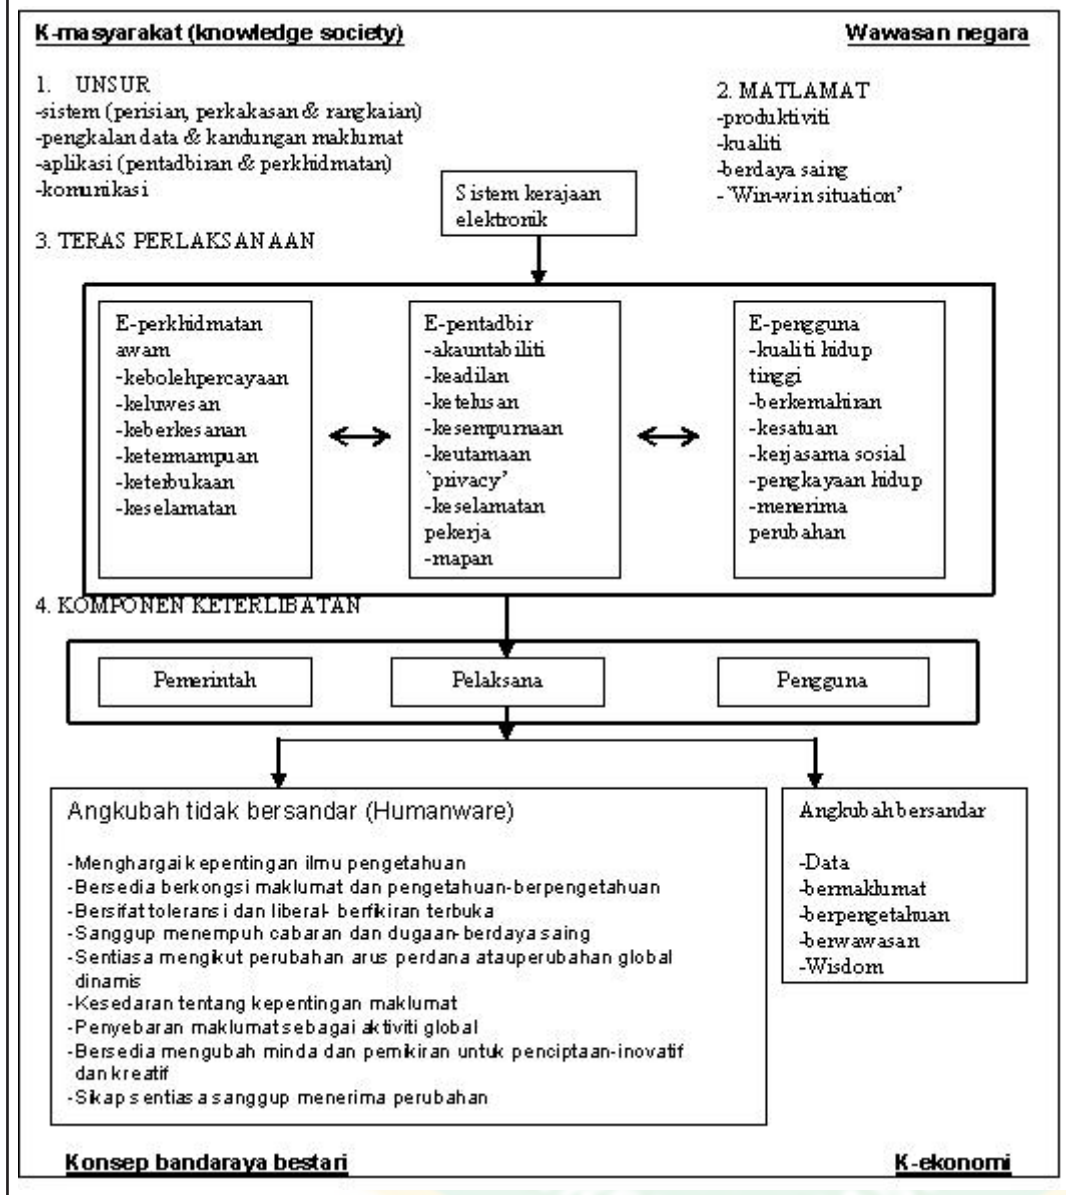 K-masyarakat (knowledge society)
Wawasan negara
1. UNSUR
-sistem (perisian, perkakasan & rangkaian)
-pengkalan data & kandungan maklumat
-aplikasi (pentadbiran & perkhidmatan)
-komunikasi
2. MATLAMAT
-produktiviti
-kualiti
-berdaya saing
- `Win-win situation'
Sistem kerajaan
elektronik
3. TERAS PERLAKSANAAN
E-perkhidmatan
awam
-kebolehpercayaan
-keluwesan
-keberkesanan
-ketermampuan
-keterbukaan
-keselamatan
E-pentadbir
-akauntabiliti
-keadilan
-ketelusan
-kesempurnaan
-keutamaan
`privacy'
-keselamatan
pekerja
-mapan
E-pengguna
-kualiti hidup
tinggi
-berkemahiran
-kesatuan
-kerjasama sosial
-pengkayaan hidup
-menerima
perubahan
4. KOMPONEN KETERLIBATAN
Pemerintah
Pelaksana
Pengguna
Angkubah tidak bersandar (Humanware)
-Menghargai kepentingan ilmu pengetahuan
-Bersedia berkongsi maklumat dan pengetahuan-berpengetahuan
-Bersifat toleransi dan liberal- berfikiran terbuka
-Sanggup menempuh cabaran dan dugaan-berdaya saing
-Sentiasa mengikut perubahan arus perdana atauperubahan global
dinamis
-Kesedaran tentang kepentingan maklumat
-Penyebaran maklumat sebagai aktiviti global
-Bersedia mengubah minda dan pemikiran untuk penciptaan-inovatif
dan kreatif
-Sikap sentiasa sanggup menerima perubahan
Angkubah bersandar
-Data
-bermaklumat
-berpengetahuan
-berwawasan
-Wisdom
Konsep bandaraya bestari
K-ekonomi